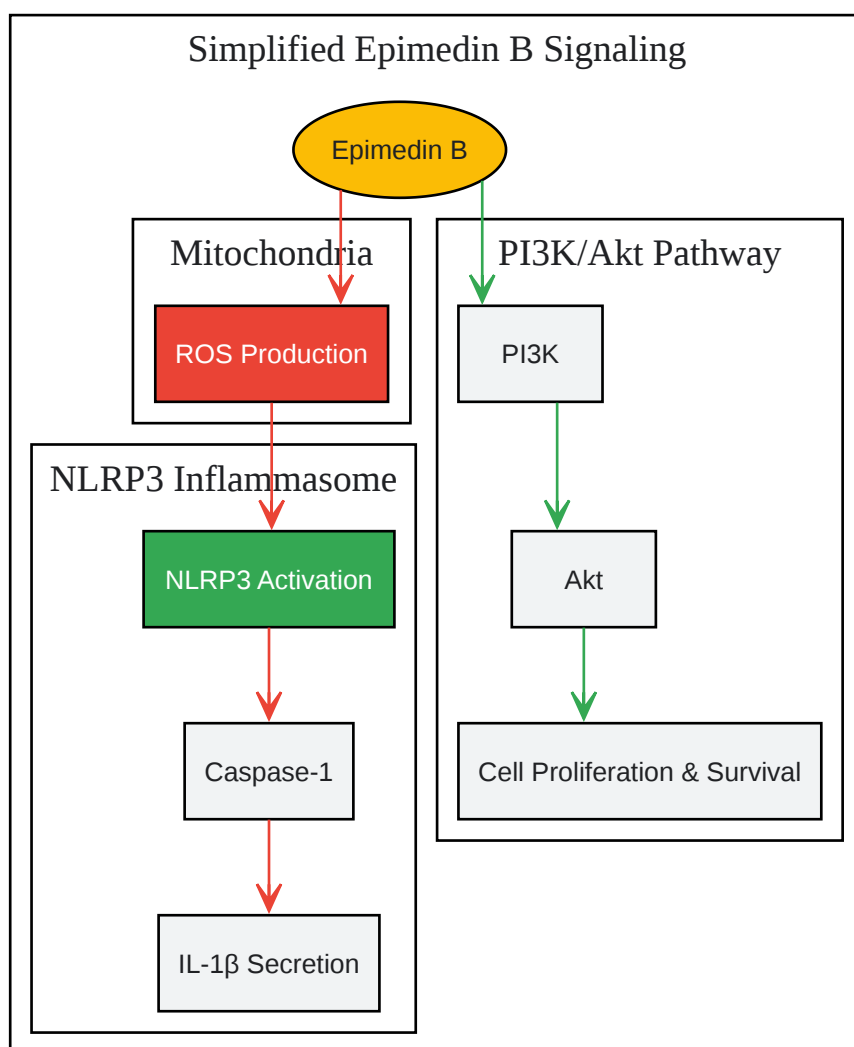 Simplified Epimedin B Signaling
Epimedin B
Mitochondria
ROS Production
NLRP3 Inflammasome
NLRP3 Activation
Caspase-1
IL-1β Secretion
PI3K/Akt Pathway
PI3K
Akt
Cell Proliferation & Survival